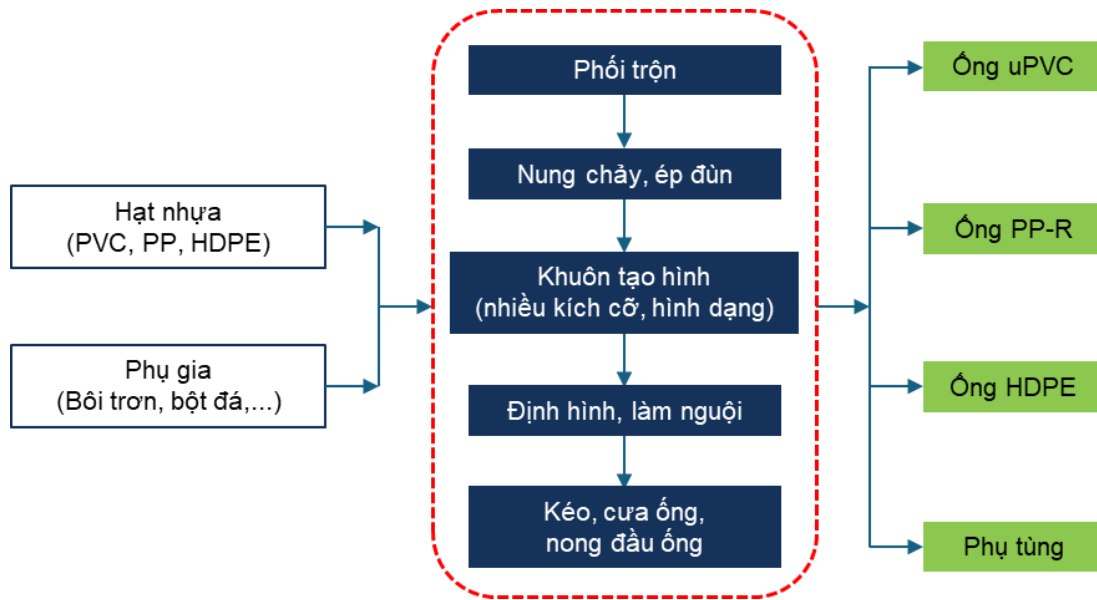 Hạt nhựa
(PVC, PP, HDPE)
Phụ gia
(Bôi trơn, bột đá,...)
Phối trộn
Nung chảy, ép đùn
Khuôn tạo hình
(nhiều kích cỡ, hình dạng)
Định hình, làm nguội
Kéo, cưa ống,
nong đầu ống
Ống uPVC
Ống PP-R
Ống HDPE
Phụ tùng